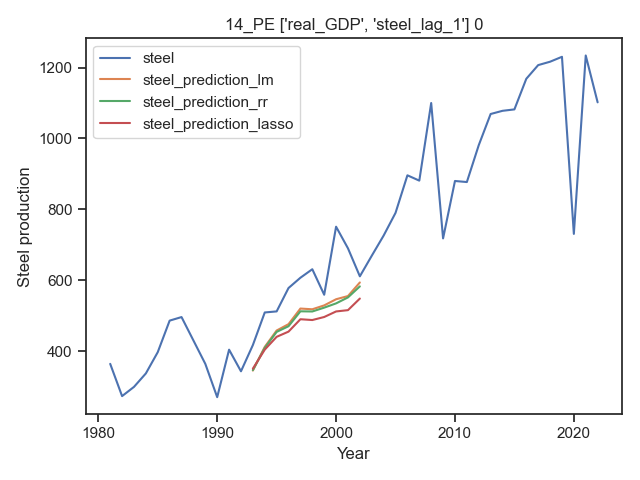 14_PE ['real_GDP', 'steel_lag_1'] 0
steel
steel_prediction_lm
steel_prediction_rr
steel_prediction_lasso
1200
1000
800
600
400
Steel production
1980
1990
2000
2010
2020
Year